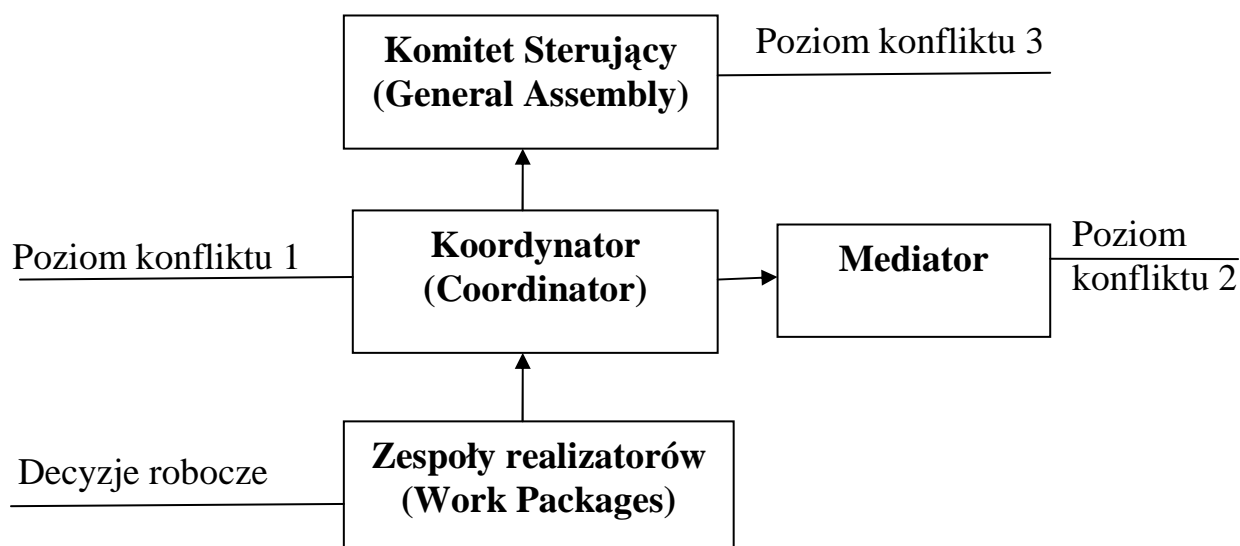 Komitet Sterujący
(General Assembly)
Poziom konfliktu 3
Poziom konfliktu 1
Koordynator
(Coordinator)
Mediator
Poziom
konfliktu 2
Decyzje robocze
Zespoły realizatorów
(Work Packages)